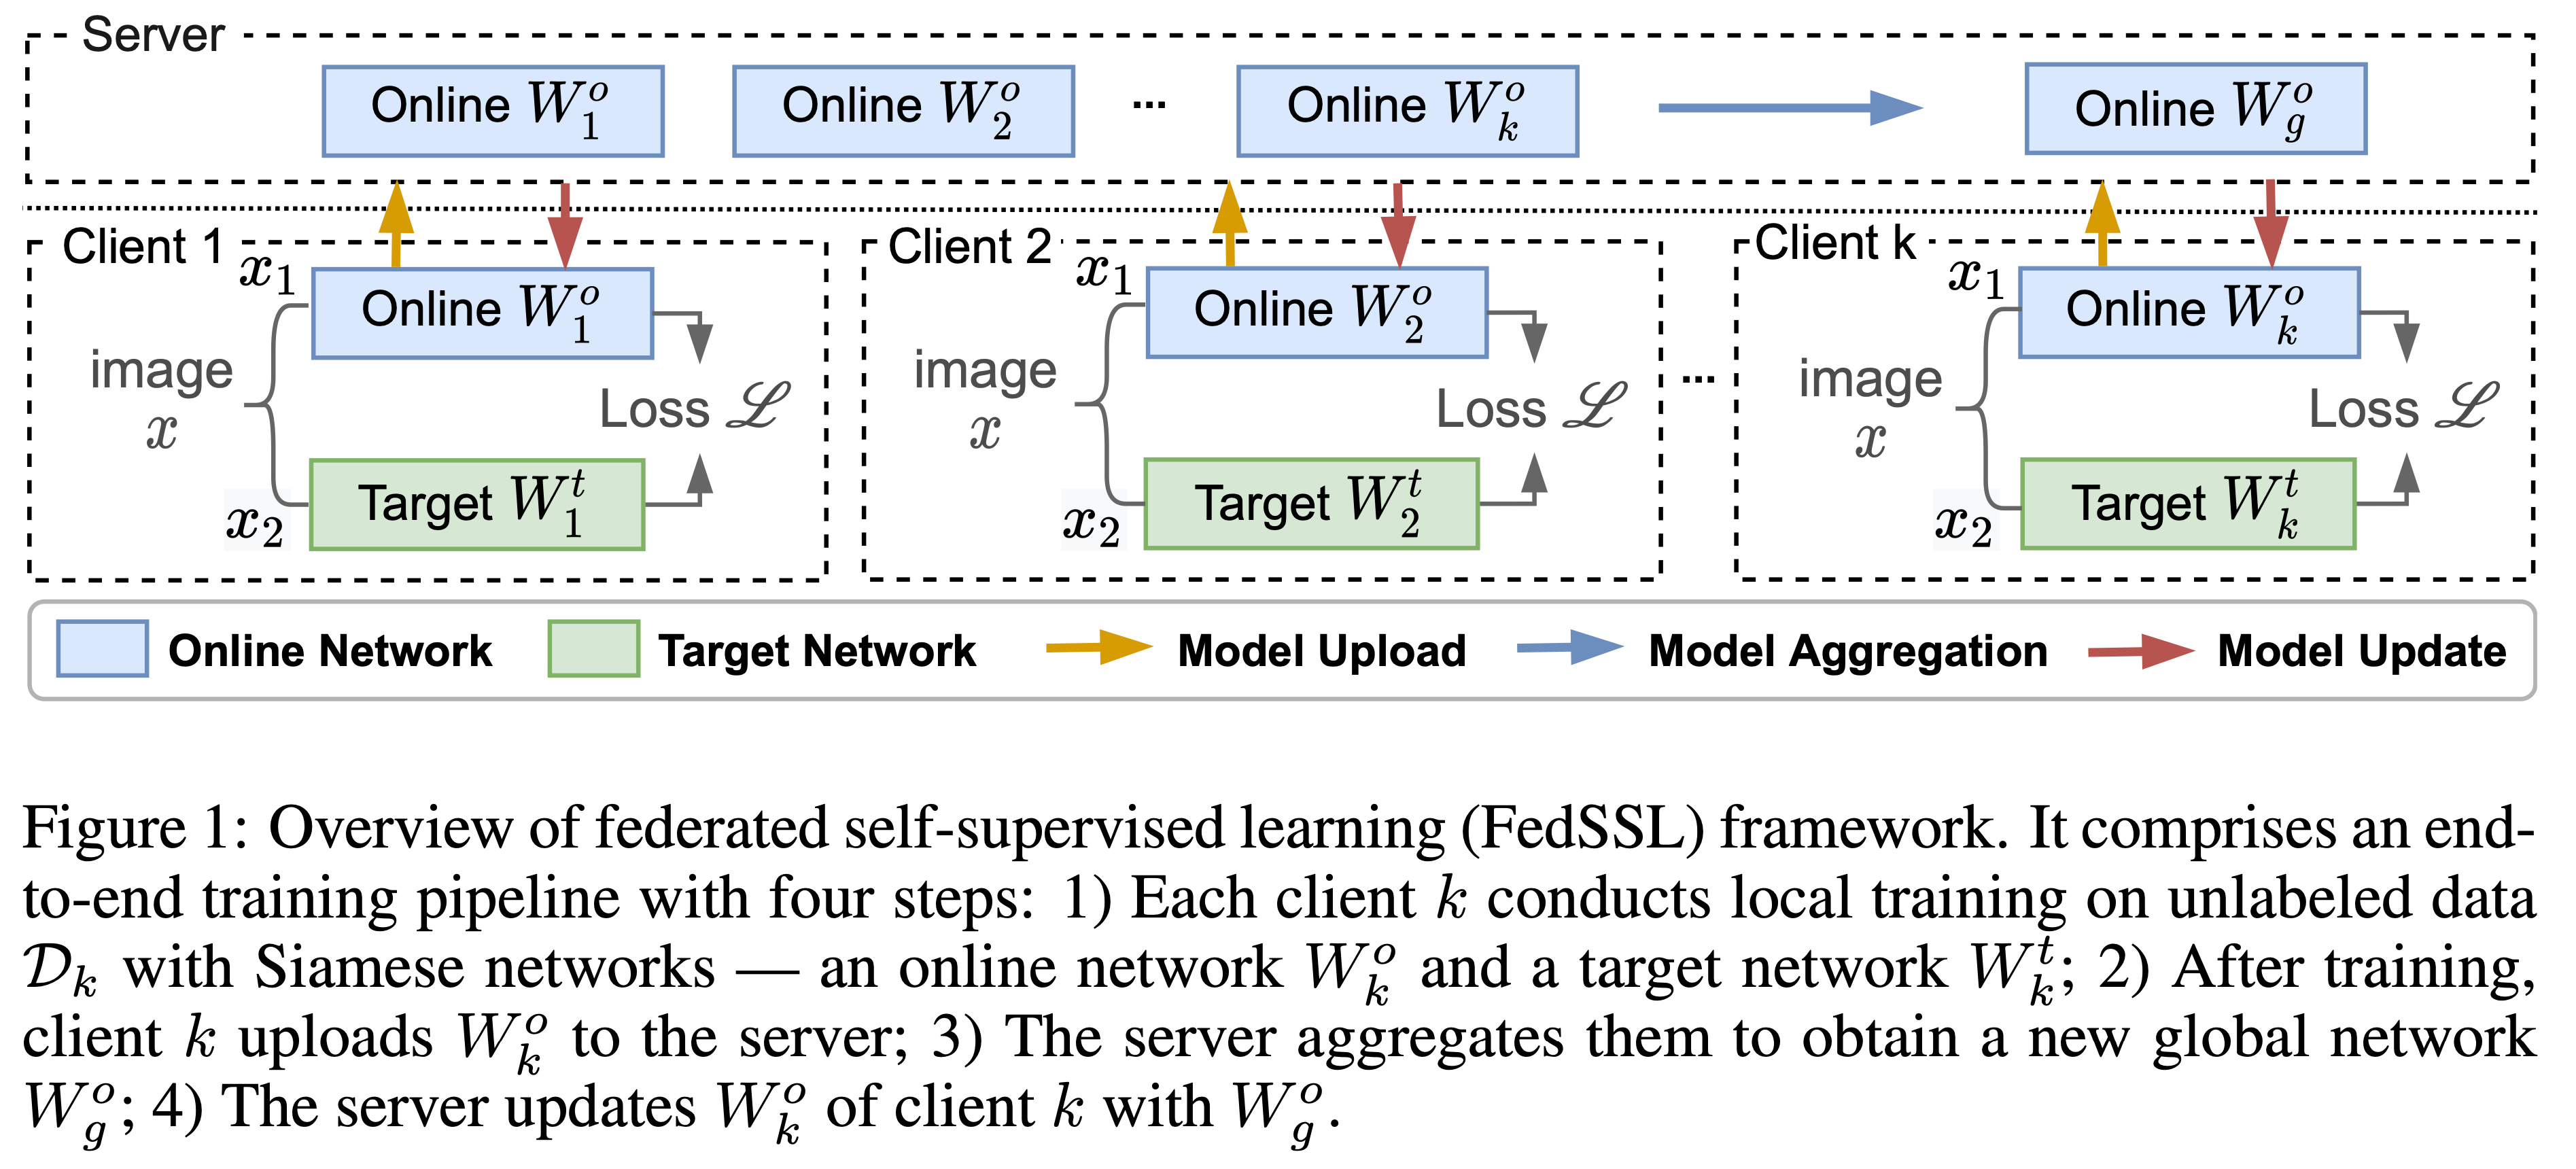 Server
Online W_1^o
Online W_2^o
...
Online W_k^o
Online W_g^o
Client 1
x_1
Online W_1^o
image
x
Loss ℒ
x_2
Target W_1^t
Client 2
x_1
Online W_2^o
image
x
Loss ℒ
x_2
Target W_2^t
...
Client k
x_1
Online W_k^o
image
x
Loss ℒ
x_2
Target W_k^t
Online Network Target Network Model Upload Model Aggregation Model Update
Figure 1: Overview of federated self-supervised learning (FedSSL) framework. It comprises an end-
to-end training pipeline with four steps: 1) Each client k conducts local training on unlabeled data
𝒟_k with Siamese networks — an online network W_k^o and a target network W_k^t; 2) After training,
client k uploads W_k^o to the server; 3) The server aggregates them to obtain a new global network
W_g^o; 4) The server updates W_k^o of client k with W_g^o.